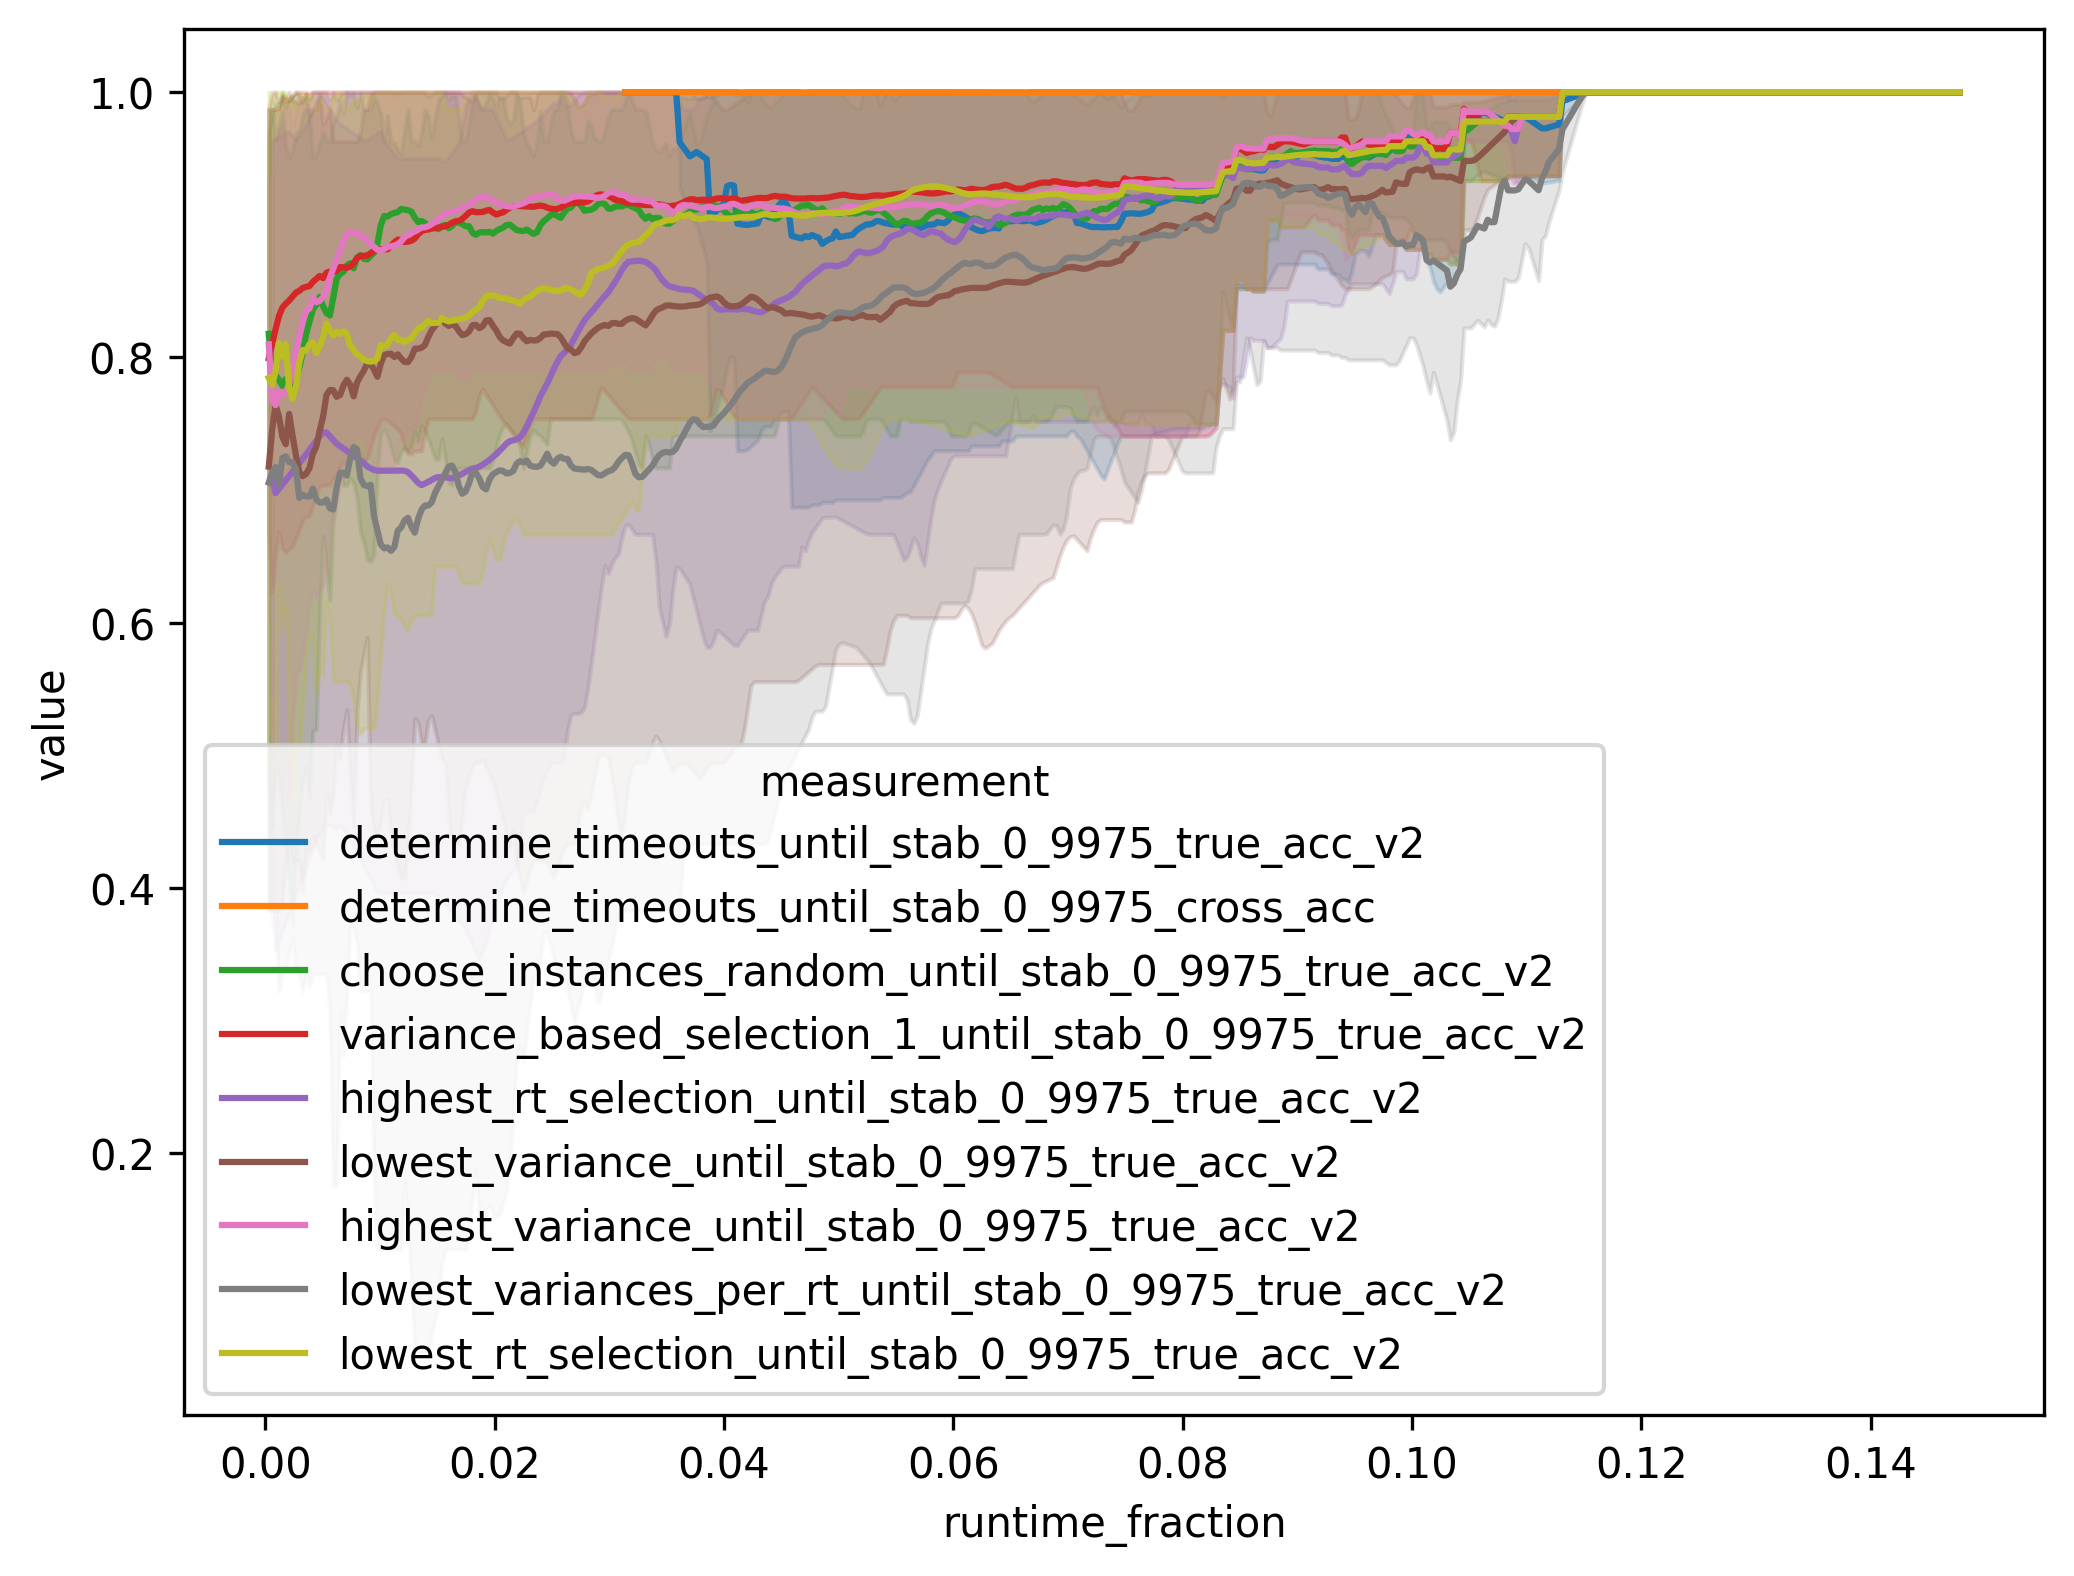 1.0
0.8
0.6
0.4
0.2
value
measurement
determine_timeouts_until_stab_0_9975_true_acc_v2
determine_timeouts_until_stab_0_9975_cross_acc
choose_instances_random_until_stab_0_9975_true_acc_v2
variance_based_selection_1_until_stab_0_9975_true_acc_v2
highest_rt_selection_until_stab_0_9975_true_acc_v2
lowest_variance_until_stab_0_9975_true_acc_v2
highest_variance_until_stab_0_9975_true_acc_v2
lowest_variances_per_rt_until_stab_0_9975_true_acc_v2
lowest_rt_selection_until_stab_0_9975_true_acc_v2
0.00 0.02 0.04 0.06 0.08 0.10 0.12 0.14
runtime_fraction